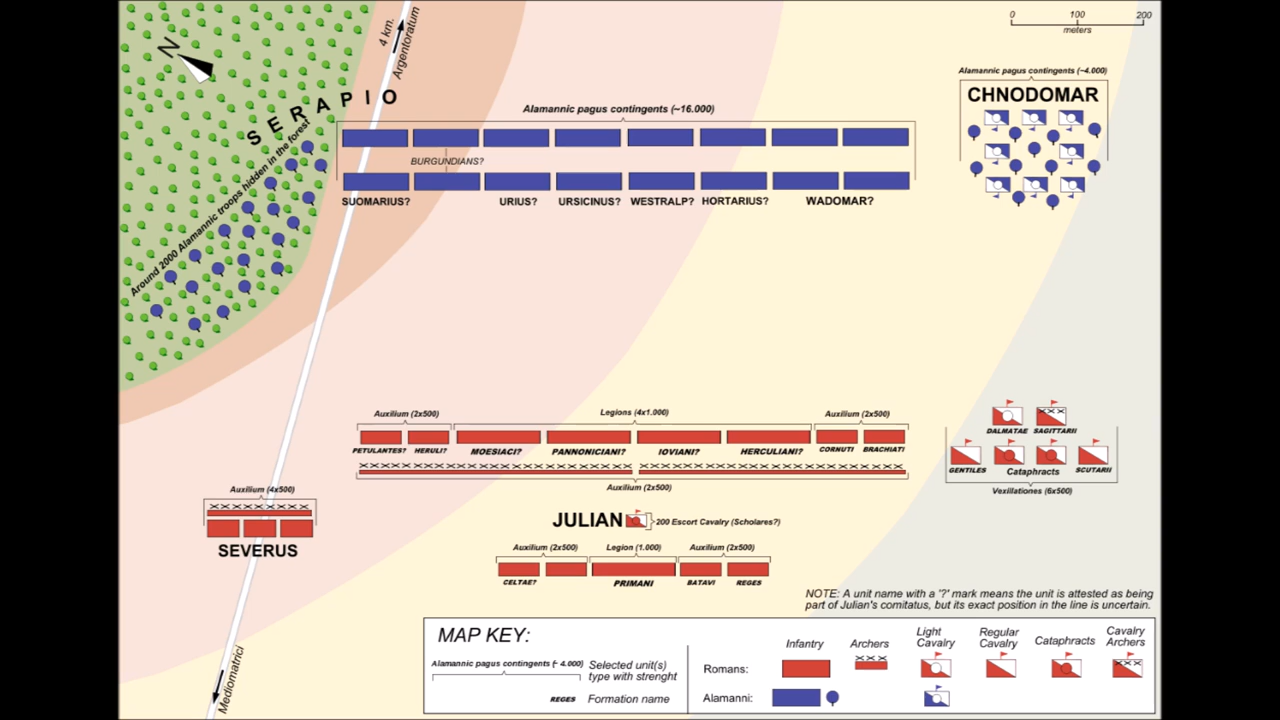 0 100 200
meters
N
4 km.
Argentoratum
SERAPIO
Around 2000 Alamannic troops hidden in the forest
Alamannic pagus contingents (~16.000)
Alamannic pagus contingents (~4.000)
CHNODOMAR
BURGUNDIANS?
SUOMARIUS? URIUS? URSICINUS? WESTRALP? HORTARIUS? WADOMAR?
Auxilium (2x500) Legions (4x1.000) Auxilium (2x500)
PETULANTES? HERULI? MOESIACI? PANNONICIANI? IOVIANI? HERCULIANI? CORNUTI BRACHIATI
Auxilium (2x500)
DALMATAE SAGITTARII
GENTILES Cataphracts SCUTARII
Vexillationes (6x500)
Auxilium (4x500)
SEVERUS
JULIAN 200 Escort Cavalry (Scholares?)
Auxilium (2x500) Legion (1.000) Auxilium (2x500)
CELTAE? PRIMANI BATAVI REGES
NOTE: A unit name with a '?' mark means the unit is attested as being
part of Julian's comitatus, but its exact position in the line is uncertain.
Mediomatrici
MAP KEY:
Alamannic pagus contingents (~ 4.000) Selected unit(s)
type with strenght
REGES Formation name
Infantry Archers Light
Cavalry Regular
Cavalry Cataphracts Cavalry
Archers
Romans:
Alamanni: